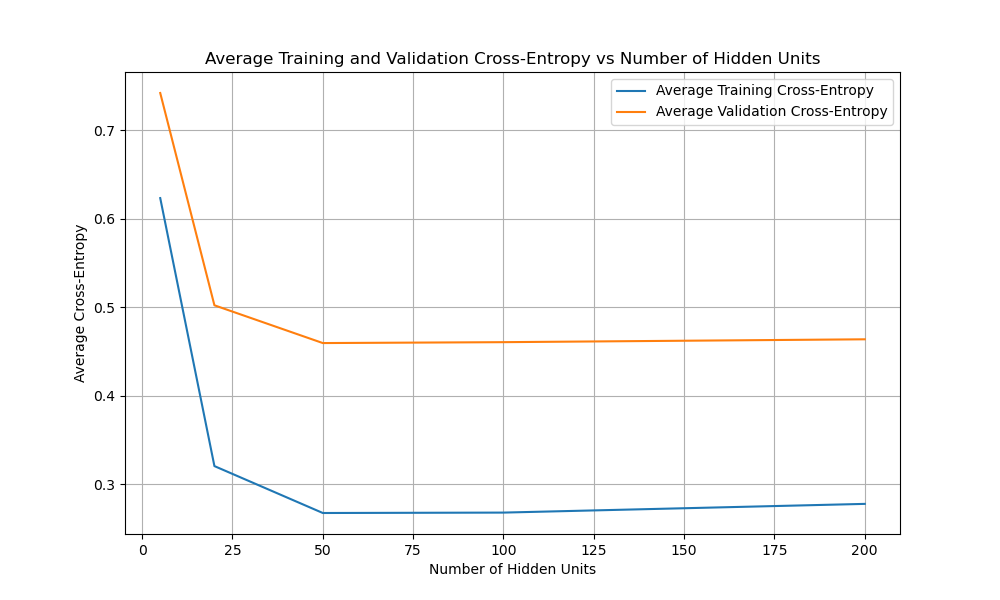 Average Training and Validation Cross-Entropy vs Number of Hidden Units
Average Training Cross-Entropy
Average Validation Cross-Entropy
Average Cross-Entropy
0.7
0.6
0.5
0.4
0.3
0 25 50 75 100 125 150 175 200
Number of Hidden Units